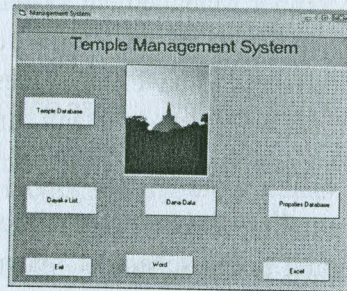 Management System
Temple Management System
Temple Database
Dayaka List
Dana Data
Propaties Database
Exit
Word
Excel